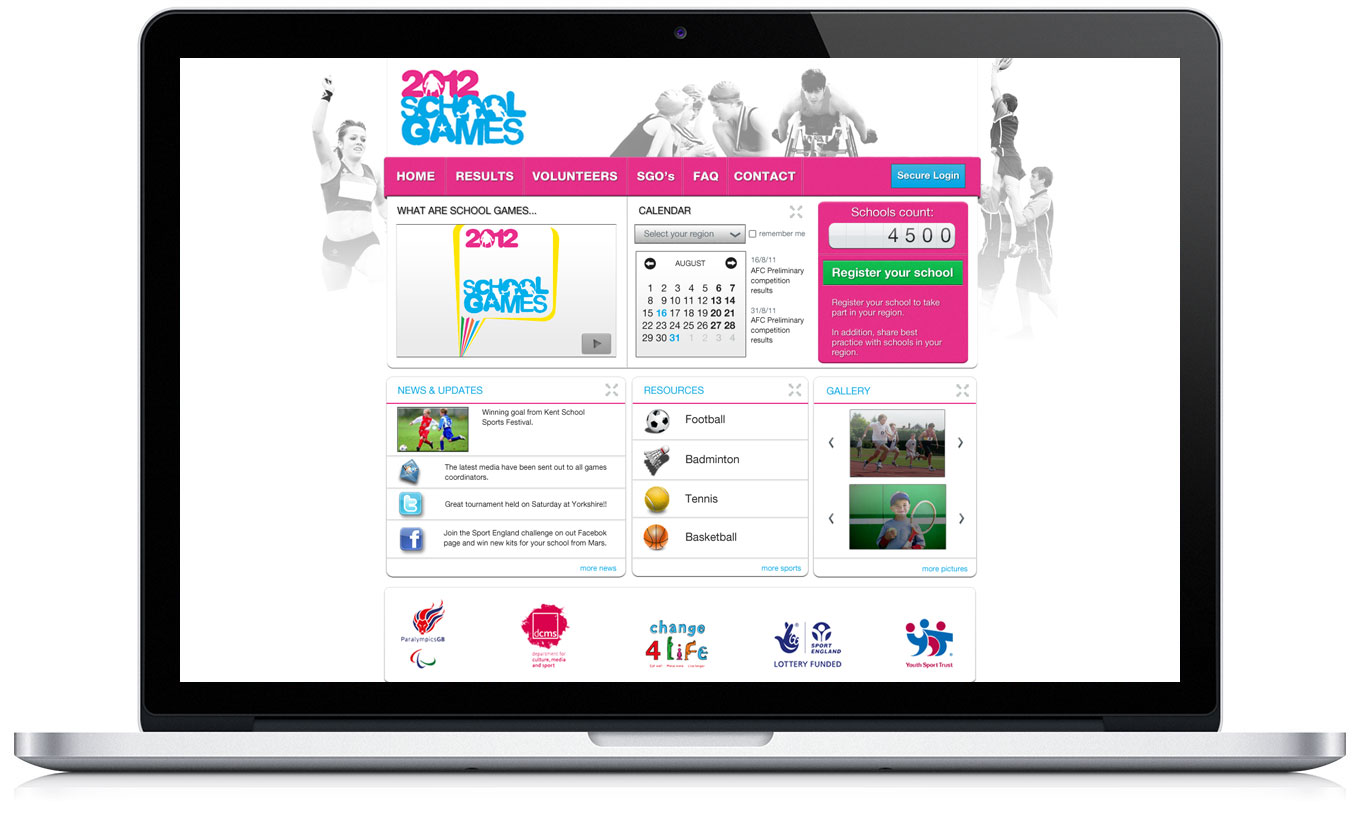 2012
SCHOOL
GAMES
HOME RESULTS VOLUNTEERS SGO's FAQ CONTACT
Secure Login
WHAT ARE SCHOOL GAMES...
2012
SCHOOL
GAMES
CALENDAR
Select your region
remember me
AUGUST
1 2 3 4 5 6 7
8 9 10 11 12 13 14
15 16 17 18 19 20 21
22 23 24 25 26 27 28
29 30 31 1 2 3 4
16/8/11
AFC Preliminary
competition
results
31/8/11
AFC Preliminary
competition
results
Schools count:
4500
Register your school
Register your school to take
part in your region.
In addition, share best
practice with schools in your
region.
NEWS & UPDATES
Winning goal from Kent School
Sports Festival.
The latest media have been sent out to all games
coordinators.
Great tournament held on Saturday at Yorkshire!!
Join the Sport England challenge on out Facebok
page and win new kits for your school from Mars.
more news
RESOURCES
Football
Badminton
Tennis
Basketball
more sports
GALLERY
more pictures
ParalympicsGB
dcms
department for
culture, media
and sport
change
4 LiFE
Eat well Move more Live longer
SPORT
ENGLAND
LOTTERY FUNDED
Youth Sport Trust